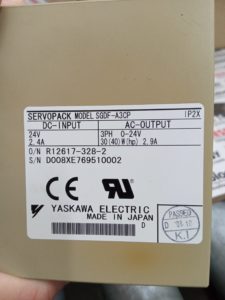 SERVOPACK MODEL SGDF-A3CP IP2X
DC-INPUT AC-OUTPUT
24V 3PH 0-24V
2.4A 30(40)W(hp) 2.9A
O/N R12617-328-2
S/N D008XE769510002
CE RU
YASKAWA ELECTRIC
MADE IN JAPAN D
PASSED
K.I